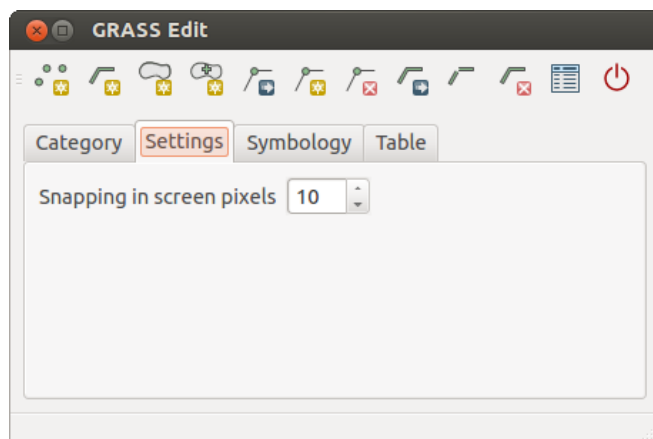 GRASS Edit
Category Settings Symbology Table
Snapping in screen pixels 10